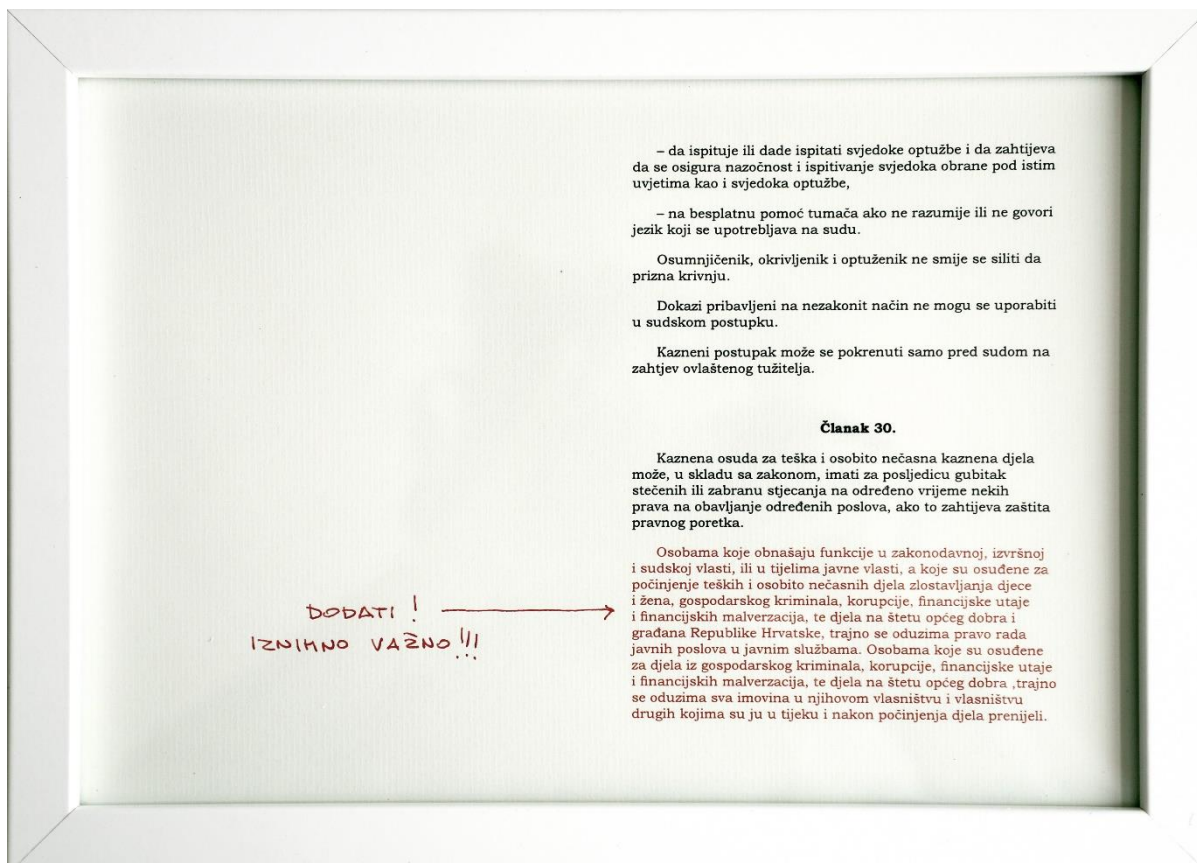 – da ispituje ili dade ispitati svjedoke optužbe i da zahtijeva
da se osigura nazočnost i ispitivanje svjedoka obrane pod istim
uvjetima kao i svjedoka optužbe,
– na besplatnu pomoć tumača ako ne razumije ili ne govori
jezik koji se upotrebljava na sudu.
Osumnjičenik, okrivljenik i optuženik ne smije se siliti da
prizna krivnju.
Dokazi pribavljeni na nezakonit način ne mogu se uporabiti
u sudskom postupku.
Kazneni postupak može se pokrenuti samo pred sudom na
zahtjev ovlaštenog tužitelja.
Članak 30.
Kaznena osuda za teška i osobito nečasna kaznena djela
može, u skladu sa zakonom, imati za posljedicu gubitak
stečenih ili zabranu stjecanja na određeno vrijeme nekih
prava na obavljanje određenih poslova, ako to zahtijeva zaštita
pravnog poretka.
Osobama koje obnašaju funkcije u zakonodavnoj, izvršnoj
i sudskoj vlasti, ili u tijelima javne vlasti, a koje su osuđene za
počinjenje teških i osobito nečasnih djela zlostavljanja djece
i žena, gospodarskog kriminala, korupcije, financijske utaje
i financijskih malverzacija, te djela na štetu općeg dobra i
građana Republike Hrvatske, trajno se oduzima pravo rada
javnih poslova u javnim službama. Osobama koje su osuđene
za djela iz gospodarskog kriminala, korupcije, financijske utaje
i financijskih malverzacija, te djela na štetu općeg dobra ,trajno
se oduzima sva imovina u njihovom vlasništvu i vlasništvu
drugih kojima su ju u tijeku i nakon počinjenja djela prenijeli.
DODATI !
IZNIMNO VAŽNO !!!